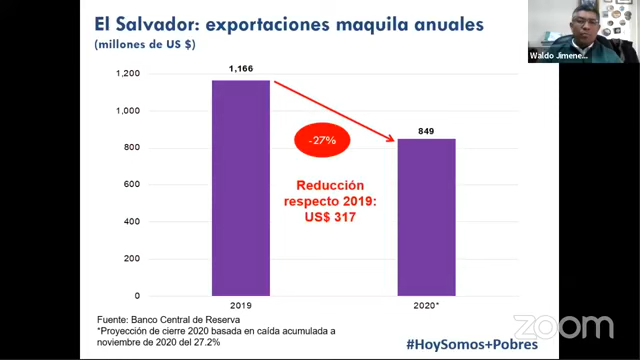 El Salvador: exportaciones maquila anuales
(millones de US $)
Waldo Jimene...
1,200
1,000
800
600
400
200
0
1,166
849
-27%
Reducción
respecto 2019:
US$ 317
2019
2020*
Fuente: Banco Central de Reserva
*Proyección de cierre 2020 basada en caída acumulada a
noviembre de 2020 del 27.2%
#HoySomos+Pobres
zoom